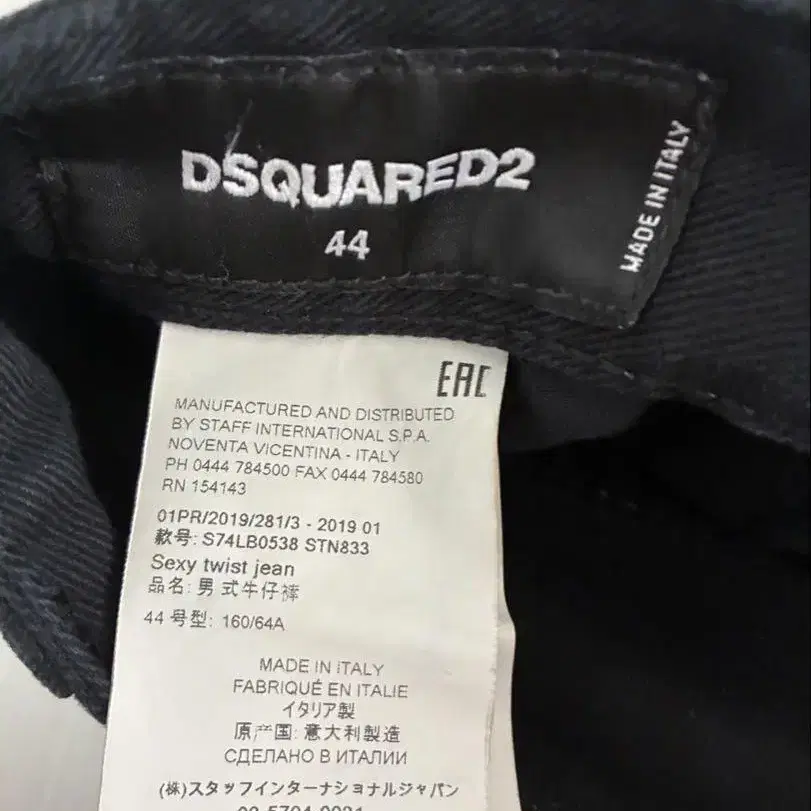 DSQUARED2
44
MADE IN ITALY
EAC
MANUFACTURED AND DISTRIBUTED
BY STAFF INTERNATIONAL S.P.A.
NOVENTA VICENTINA - ITALY
PH 0444 784500 FAX 0444 784580
RN 154143
01PR/2019/281/3 - 2019 01
款号: S74LB0538 STN833
Sexy twist jean
品名: 男式牛仔裤
44 号型: 160/64A
MADE IN ITALY
FABRIQUÉ EN ITALIE
イタリア製
原产国: 意大利製造
СДЕЛАНО В ИТАЛИИ
(株)スタッフインターナショナルジャパン